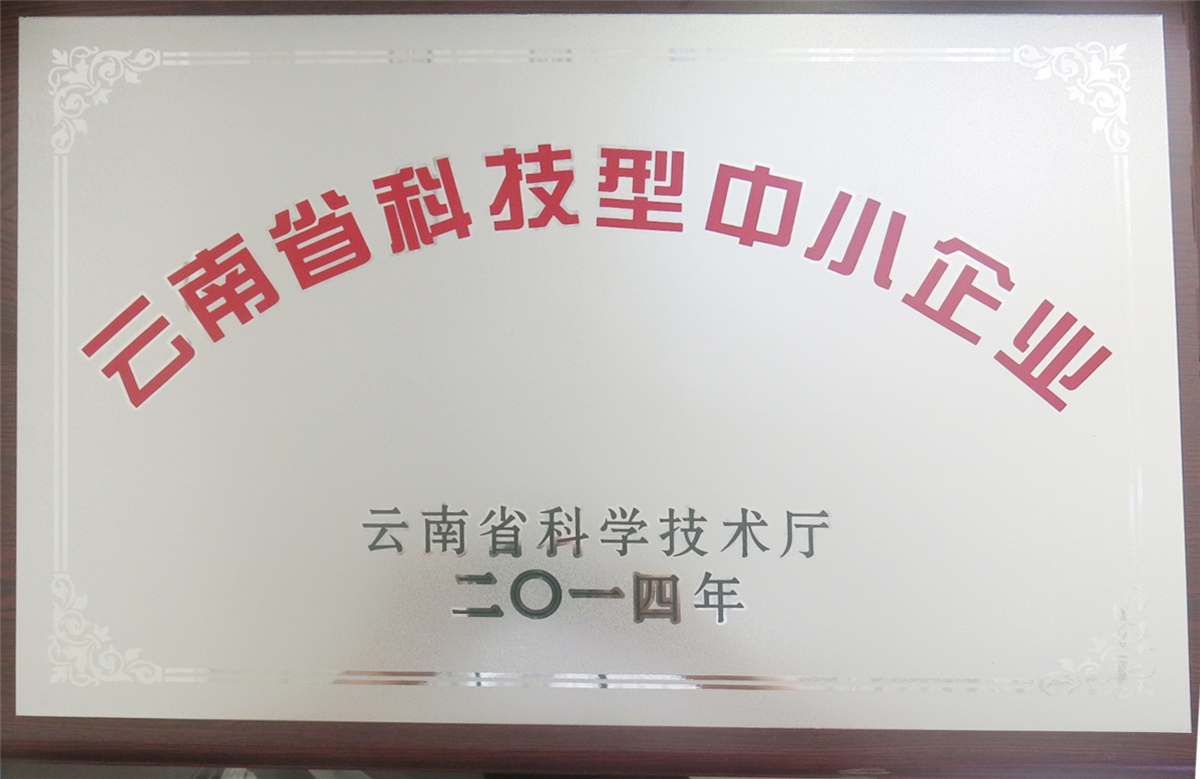 云南省科技型中小企业
云南省科学技术厅
二〇一四年